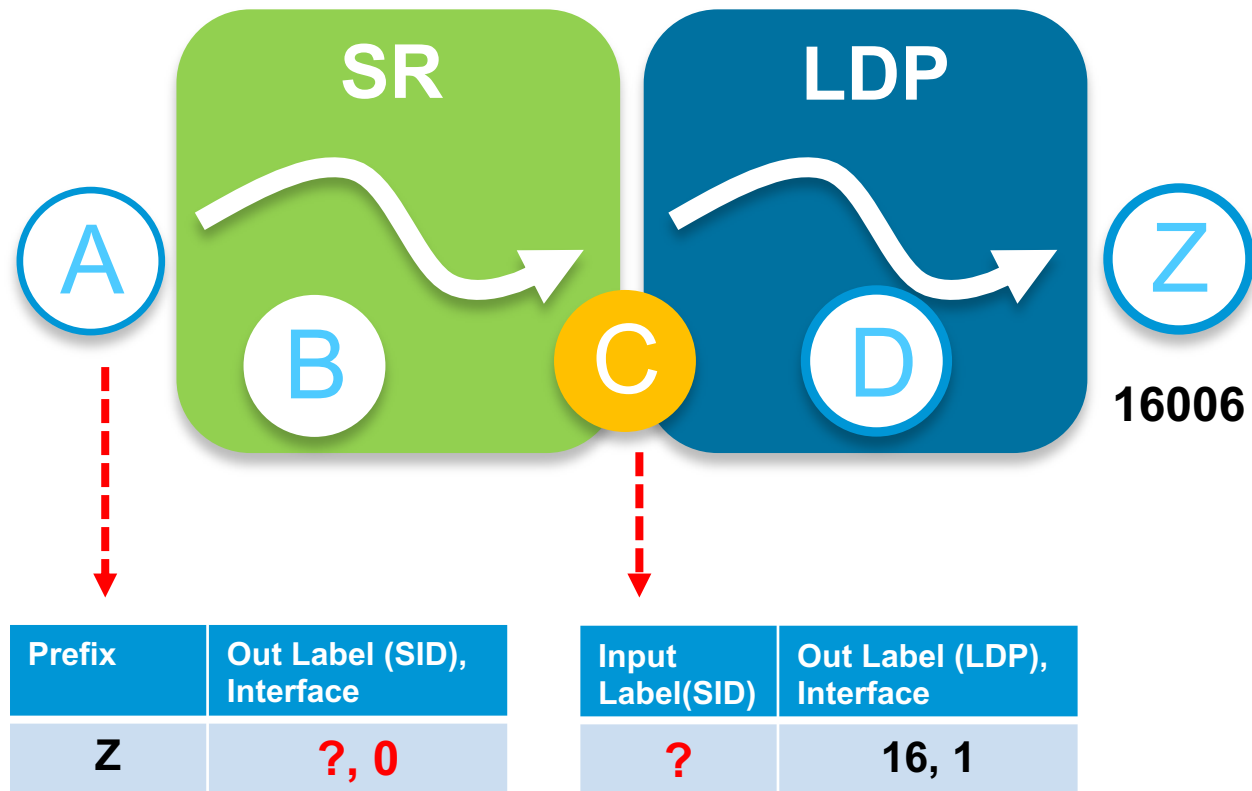 SR
LDP
A
B
C
D
Z
16006
Prefix
Out Label (SID),
Interface
Z
?, 0
Input
Label(SID)
Out Label (LDP),
Interface
?
16, 1